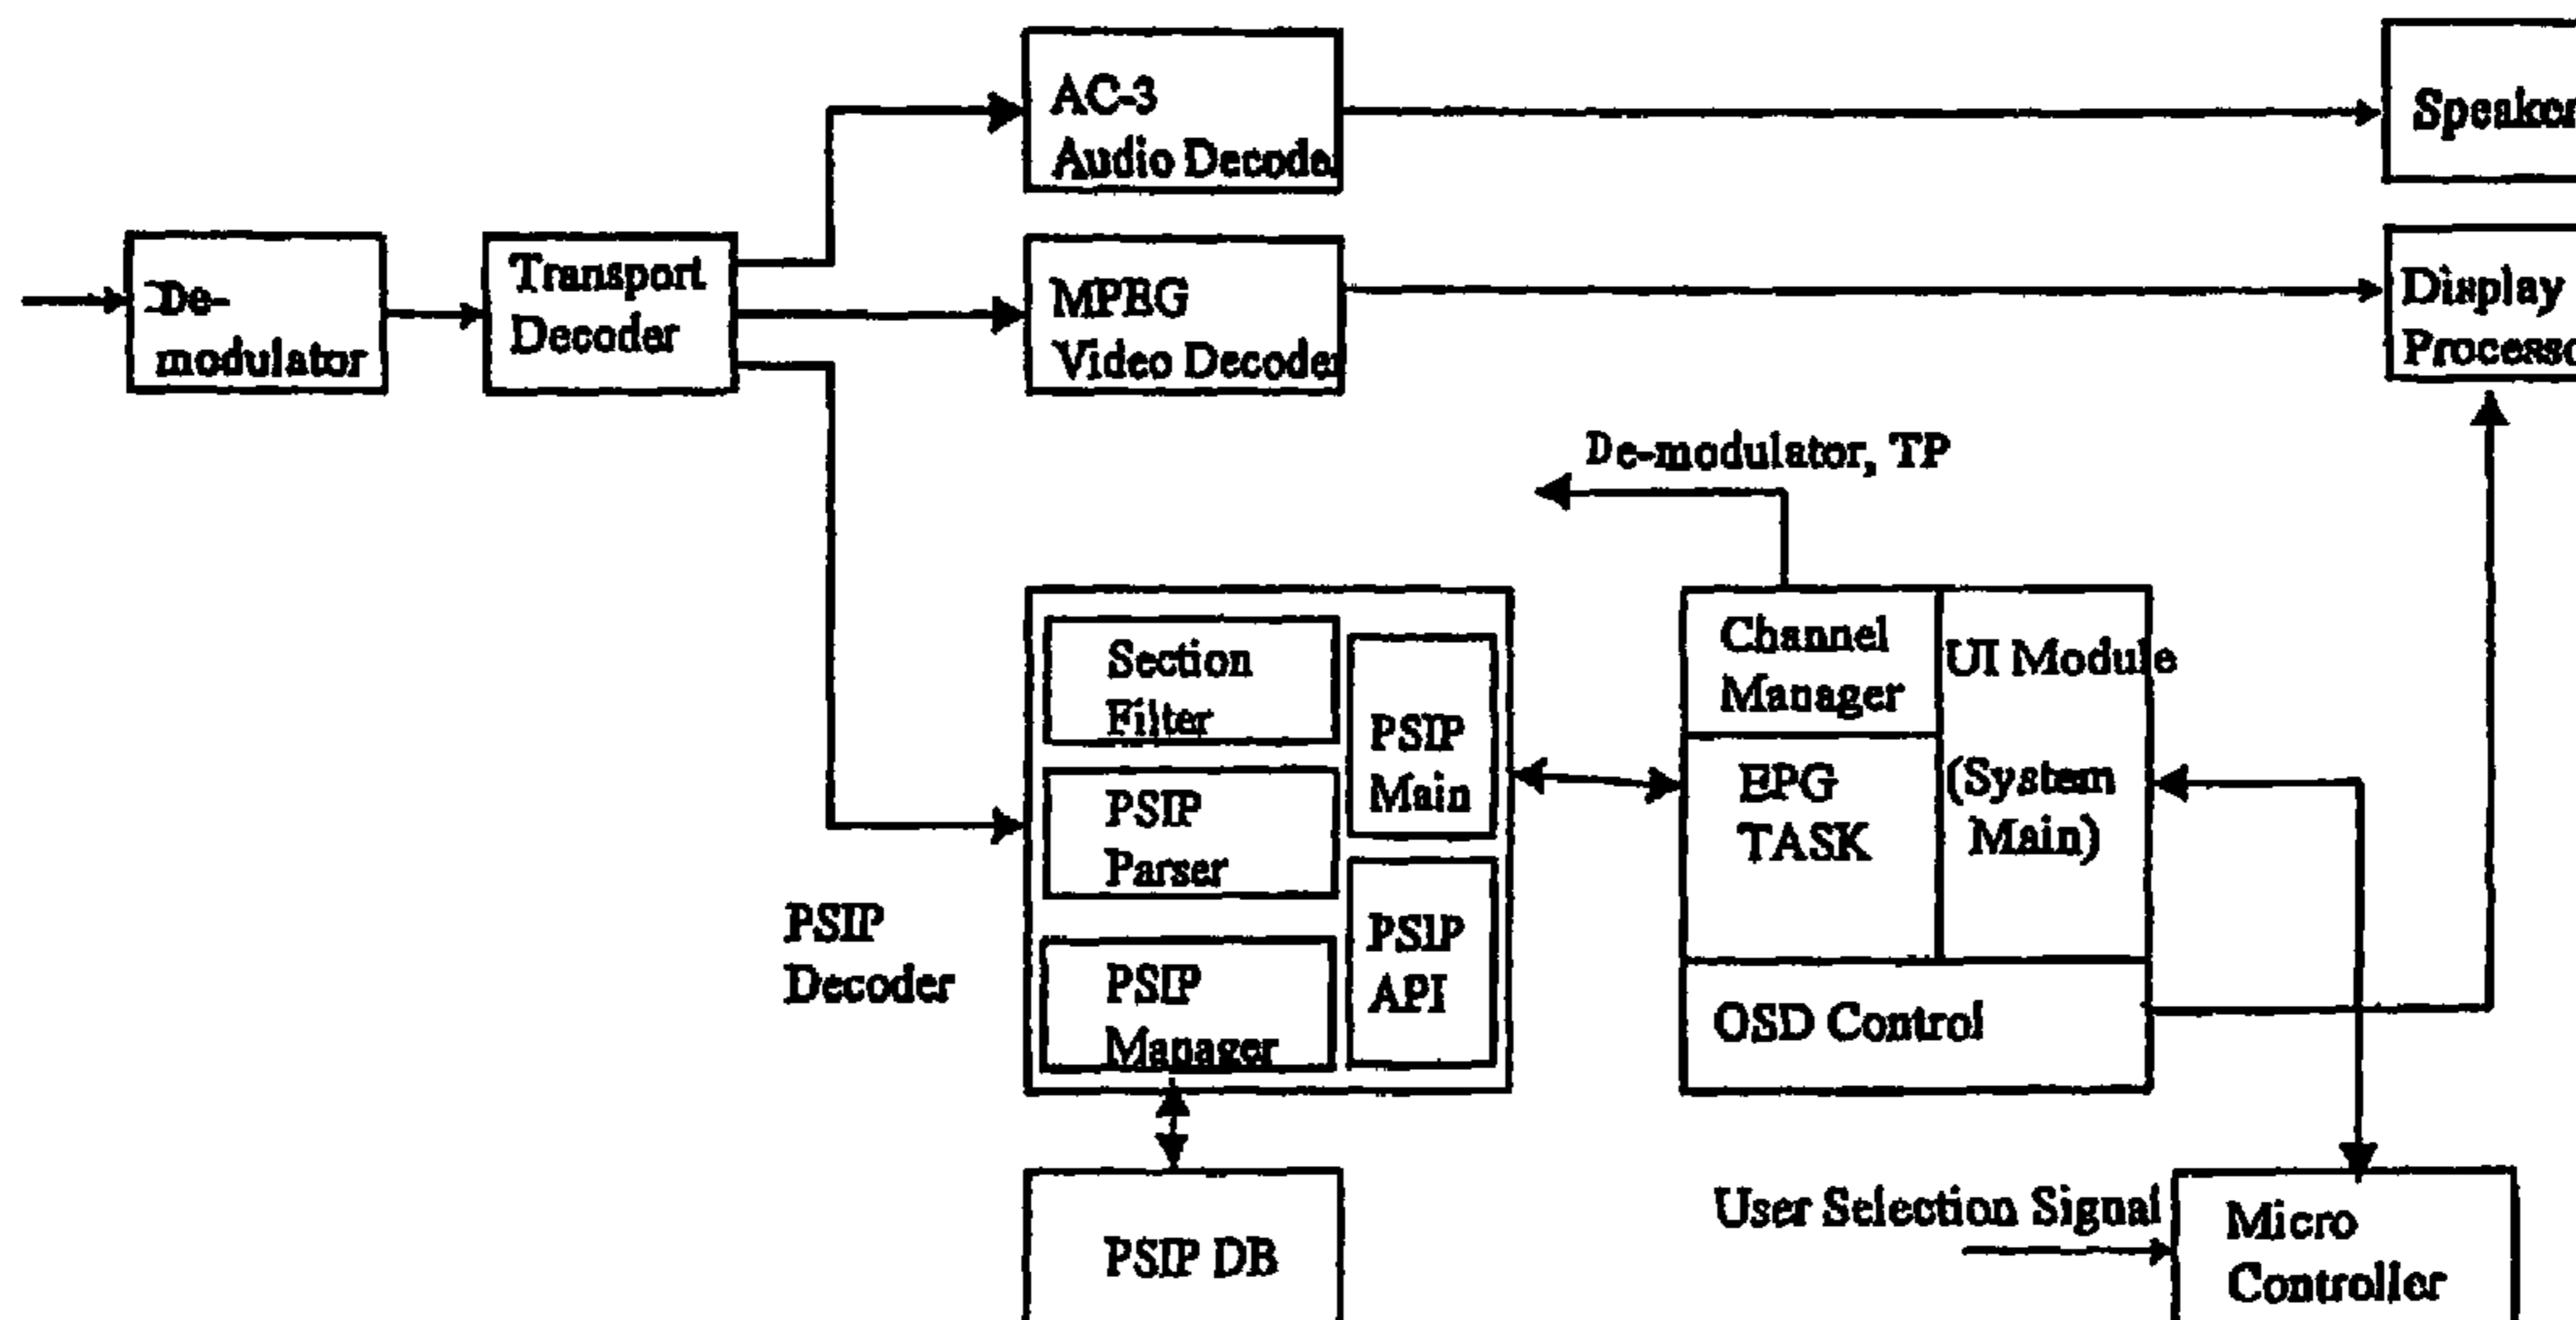 AC-3
Audio Decode
Speaker
De-
modulator
Transport
Decoder
MPEG
Video Decoder
Display
Processo
De-modulator, TP
Section
Filter
PSIP
Parser
PSIP
Manager
PSIP
Main
PSIP
API
Channel
Manager
UI Module
EPG
TASK
(System
Main)
OSD Control
PSIP
Decoder
PSIP DB
User Selection Signal
Micro
Controller